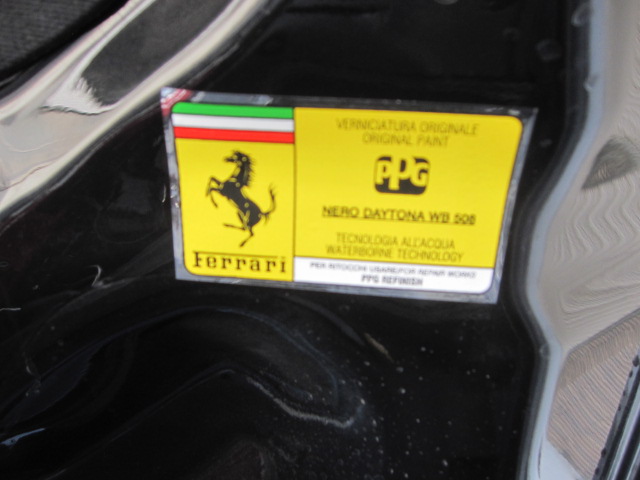 VERNICIATURA ORIGINALE
ORIGINAL PAINT
PPG
NERO DAYTONA WB 508
TECNOLOGIA ALL'ACQUA
WATERBORNE TECHNOLOGY
Ferrari
PER RITOCCHI USARE/FOR REPAIR WORKS
PPG REFINISH